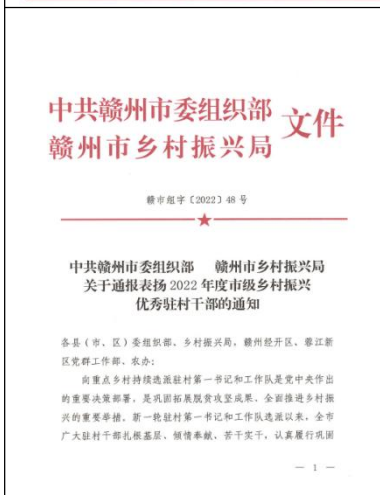 中共赣州市委组织部
赣州市乡村振兴局
文件
赣市组字〔2022〕48 号
中共赣州市委组织部 赣州市乡村振兴局
关于通报表扬 2022 年度市级乡村振兴
优秀驻村干部的通知
各县（市、区）委组织部、乡村振兴局，赣州经开区、蓉江新
区党群工作部、农办：
向重点乡村持续选派驻村第一书记和工作队是党中央作出
的重要决策部署，是巩固拓展脱贫攻坚成果、全面推进乡村振
兴的重要举措。新一轮驻村第一书记和工作队选派以来，全市
广大驻村干部扎根基层、倾情奉献、苦干实干，认真履行巩固
— 1 —